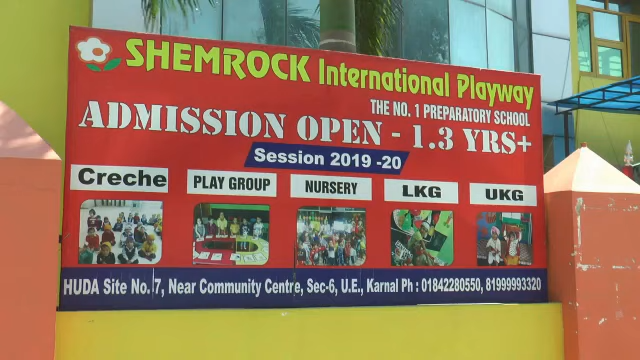 SHEMROCK International Playway
THE NO. 1 PREPARATORY SCHOOL
ADMISSION OPEN - 1.3 YRS+
Session 2019 -20
Creche PLAY GROUP NURSERY LKG UKG
HUDA Site No. 7, Near Community Centre, Sec-6, U.E., Karnal Ph : 01842280550, 81999993320